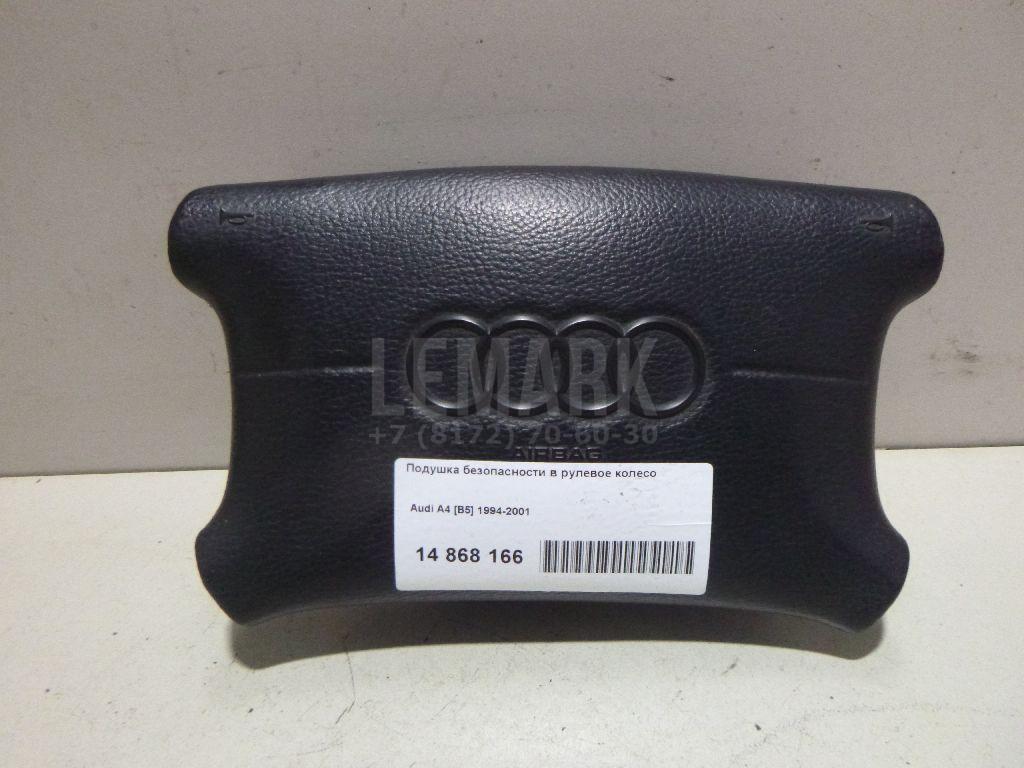 LEMARK
+7 (8172) 70-60-30
AIRBAG
Подушка безопасности в рулевое колесо
Audi A4 [B5] 1994-2001
14 868 166